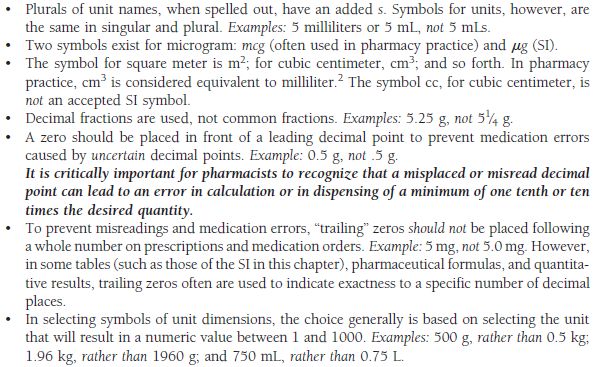 • Plurals of unit names, when spelled out, have an added s. Symbols for units, however, are
the same in singular and plural. Examples: 5 milliliters or 5 mL, not 5 mLs.
• Two symbols exist for microgram: mcg (often used in pharmacy practice) and μg (SI).
• The symbol for square meter is m²; for cubic centimeter, cm³; and so forth. In pharmacy
practice, cm³ is considered equivalent to milliliter.² The symbol cc, for cubic centimeter, is
not an accepted SI symbol.
• Decimal fractions are used, not common fractions. Examples: 5.25 g, not 5¼ g.
• A zero should be placed in front of a leading decimal point to prevent medication errors
caused by uncertain decimal points. Example: 0.5 g, not .5 g.
It is critically important for pharmacists to recognize that a misplaced or misread decimal
point can lead to an error in calculation or in dispensing of a minimum of one tenth or ten
times the desired quantity.
• To prevent misreadings and medication errors, “trailing” zeros should not be placed following
a whole number on prescriptions and medication orders. Example: 5 mg, not 5.0 mg. However,
in some tables (such as those of the SI in this chapter), pharmaceutical formulas, and quantita-
tive results, trailing zeros often are used to indicate exactness to a specific number of decimal
places.
• In selecting symbols of unit dimensions, the choice generally is based on selecting the unit
that will result in a numeric value between 1 and 1000. Examples: 500 g, rather than 0.5 kg;
1.96 kg, rather than 1960 g; and 750 mL, rather than 0.75 L.